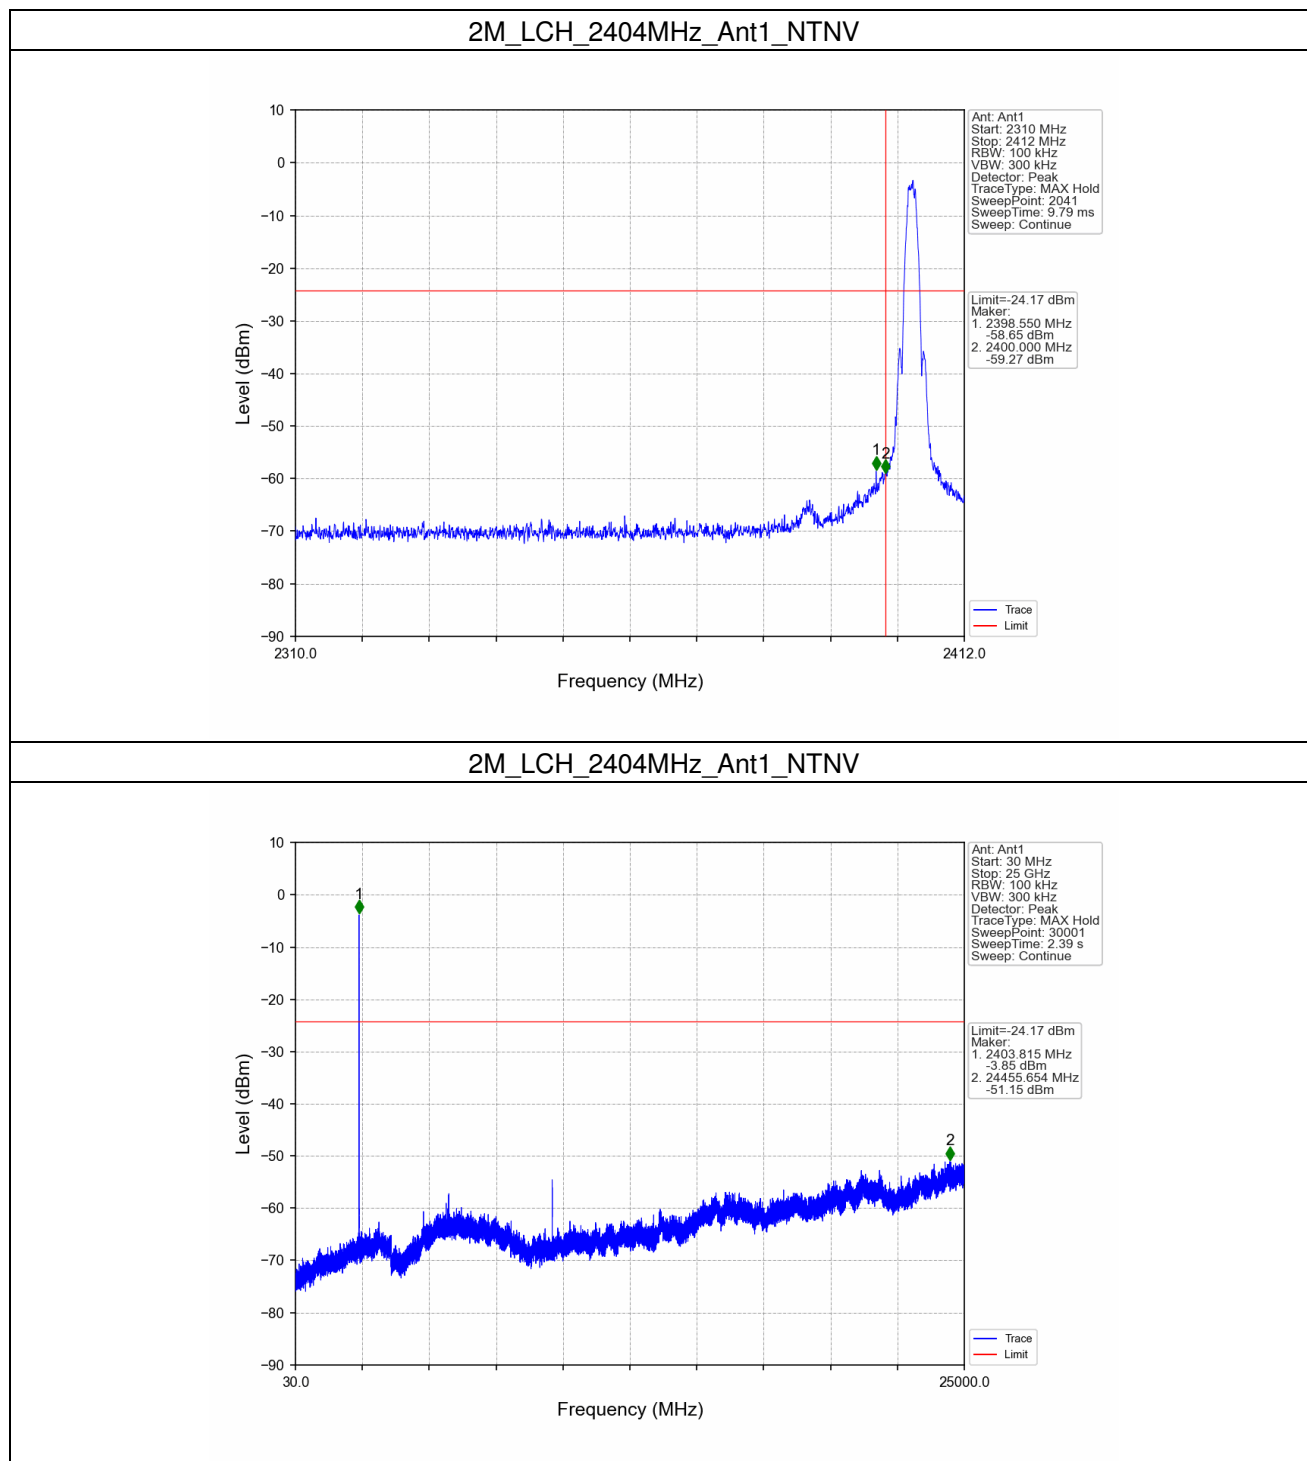 2M_LCH_2404MHz_Ant1_NTNV
10
0
−10
−20
−30
−40
−50
−60
−70
−80
−90
Level (dBm)
2310.0
2412.0
Frequency (MHz)
1
2
Ant: Ant1
Start: 2310 MHz
Stop: 2412 MHz
RBW: 100 kHz
VBW: 300 kHz
Detector: Peak
TraceType: MAX Hold
SweepPoint: 2041
SweepTime: 9.79 ms
Sweep: Continue
Limit=-24.17 dBm
Maker:
1. 2398.550 MHz
-58.65 dBm
2. 2400.000 MHz
-59.27 dBm
Trace
Limit
2M_LCH_2404MHz_Ant1_NTNV
10
0
−10
−20
−30
−40
−50
−60
−70
−80
−90
Level (dBm)
30.0
25000.0
Frequency (MHz)
1
2
Ant: Ant1
Start: 30 MHz
Stop: 25 GHz
RBW: 100 kHz
VBW: 300 kHz
Detector: Peak
TraceType: MAX Hold
SweepPoint: 30001
SweepTime: 2.39 s
Sweep: Continue
Limit=-24.17 dBm
Maker:
1. 2403.815 MHz
-3.85 dBm
2. 24455.654 MHz
-51.15 dBm
Trace
Limit